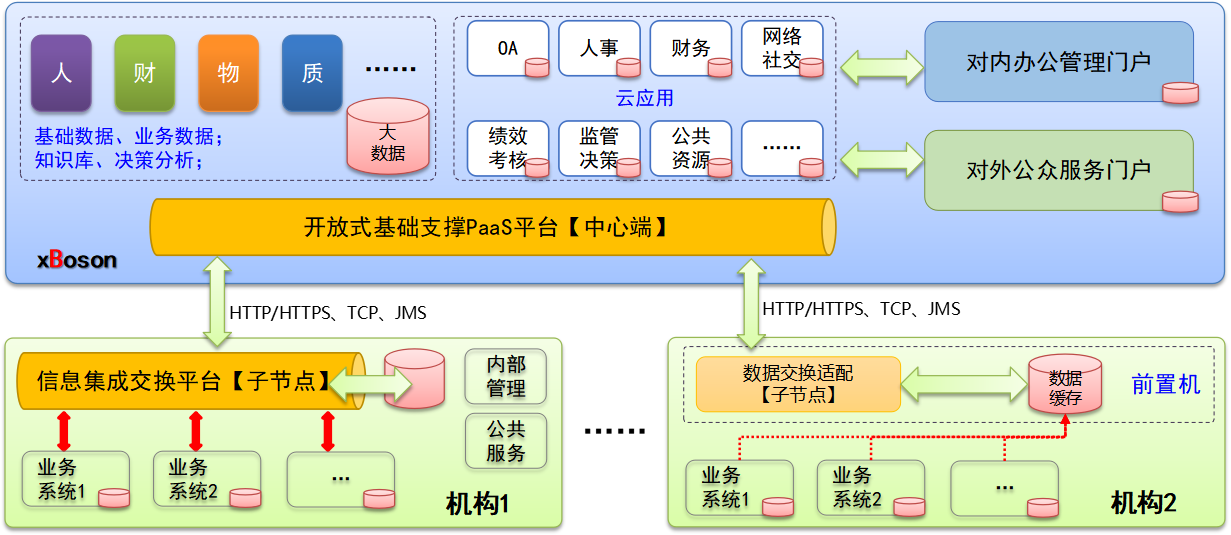 人
财
物
质
……
基础数据、业务数据；
知识库、决策分析；
大
数据
OA
人事
财务
网络
社交
云应用
绩效
考核
监管
决策
公共
资源
……
对内办公管理门户
对外公众服务门户
开放式基础支撑PaaS平台【中心端】
xBoson
HTTP/HTTPS、TCP、JMS
HTTP/HTTPS、TCP、JMS
信息集成交换平台【子节点】
内部
管理
公共
服务
业务
系统1
业务
系统2
…
机构1
……
数据交换适配
【子节点】
数据
缓存
前置机
业务
系统1
业务
系统2
…
机构2